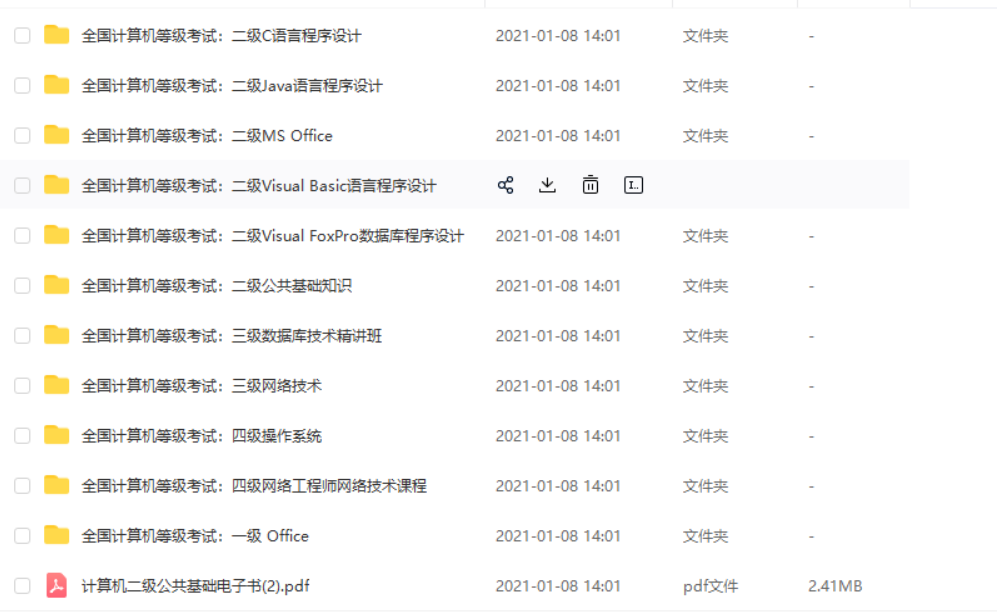 全国计算机等级考试：二级C语言程序设计 2021-01-08 14:01 文件夹 -
全国计算机等级考试：二级Java语言程序设计 2021-01-08 14:01 文件夹 -
全国计算机等级考试：二级MS Office 2021-01-08 14:01 文件夹 -
全国计算机等级考试：二级Visual Basic语言程序设计
全国计算机等级考试：二级Visual FoxPro数据库程序设计 2021-01-08 14:01 文件夹 -
全国计算机等级考试：二级公共基础知识 2021-01-08 14:01 文件夹 -
全国计算机等级考试：三级数据库技术精讲班 2021-01-08 14:01 文件夹 -
全国计算机等级考试：三级网络技术 2021-01-08 14:01 文件夹 -
全国计算机等级考试：四级操作系统 2021-01-08 14:01 文件夹 -
全国计算机等级考试：四级网络工程师网络技术课程 2021-01-08 14:01 文件夹 -
全国计算机等级考试：一级 Office 2021-01-08 14:01 文件夹 -
计算机二级公共基础电子书(2).pdf 2021-01-08 14:01 pdf文件 2.41MB